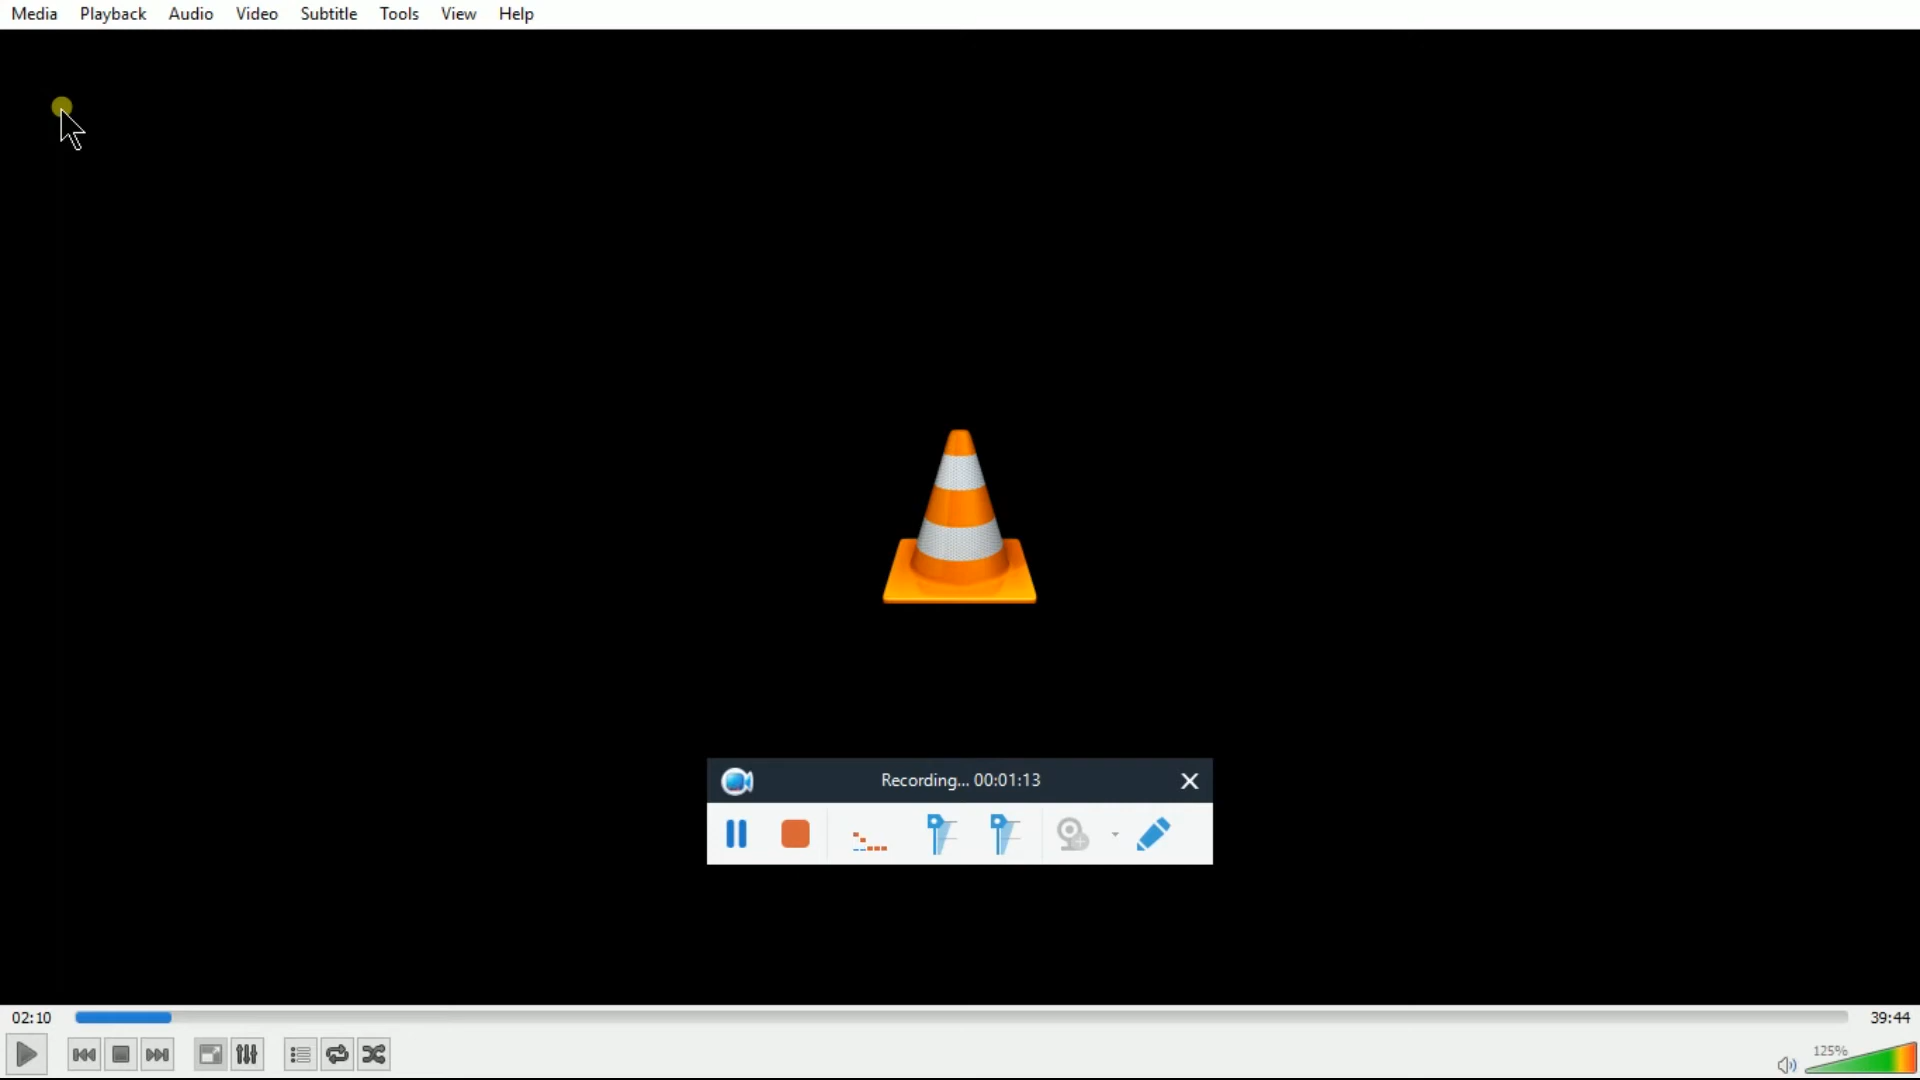 Media Playback Audio Video Subtitle Tools View Help
Recording... 00:01:13
02:10 39:44
125%